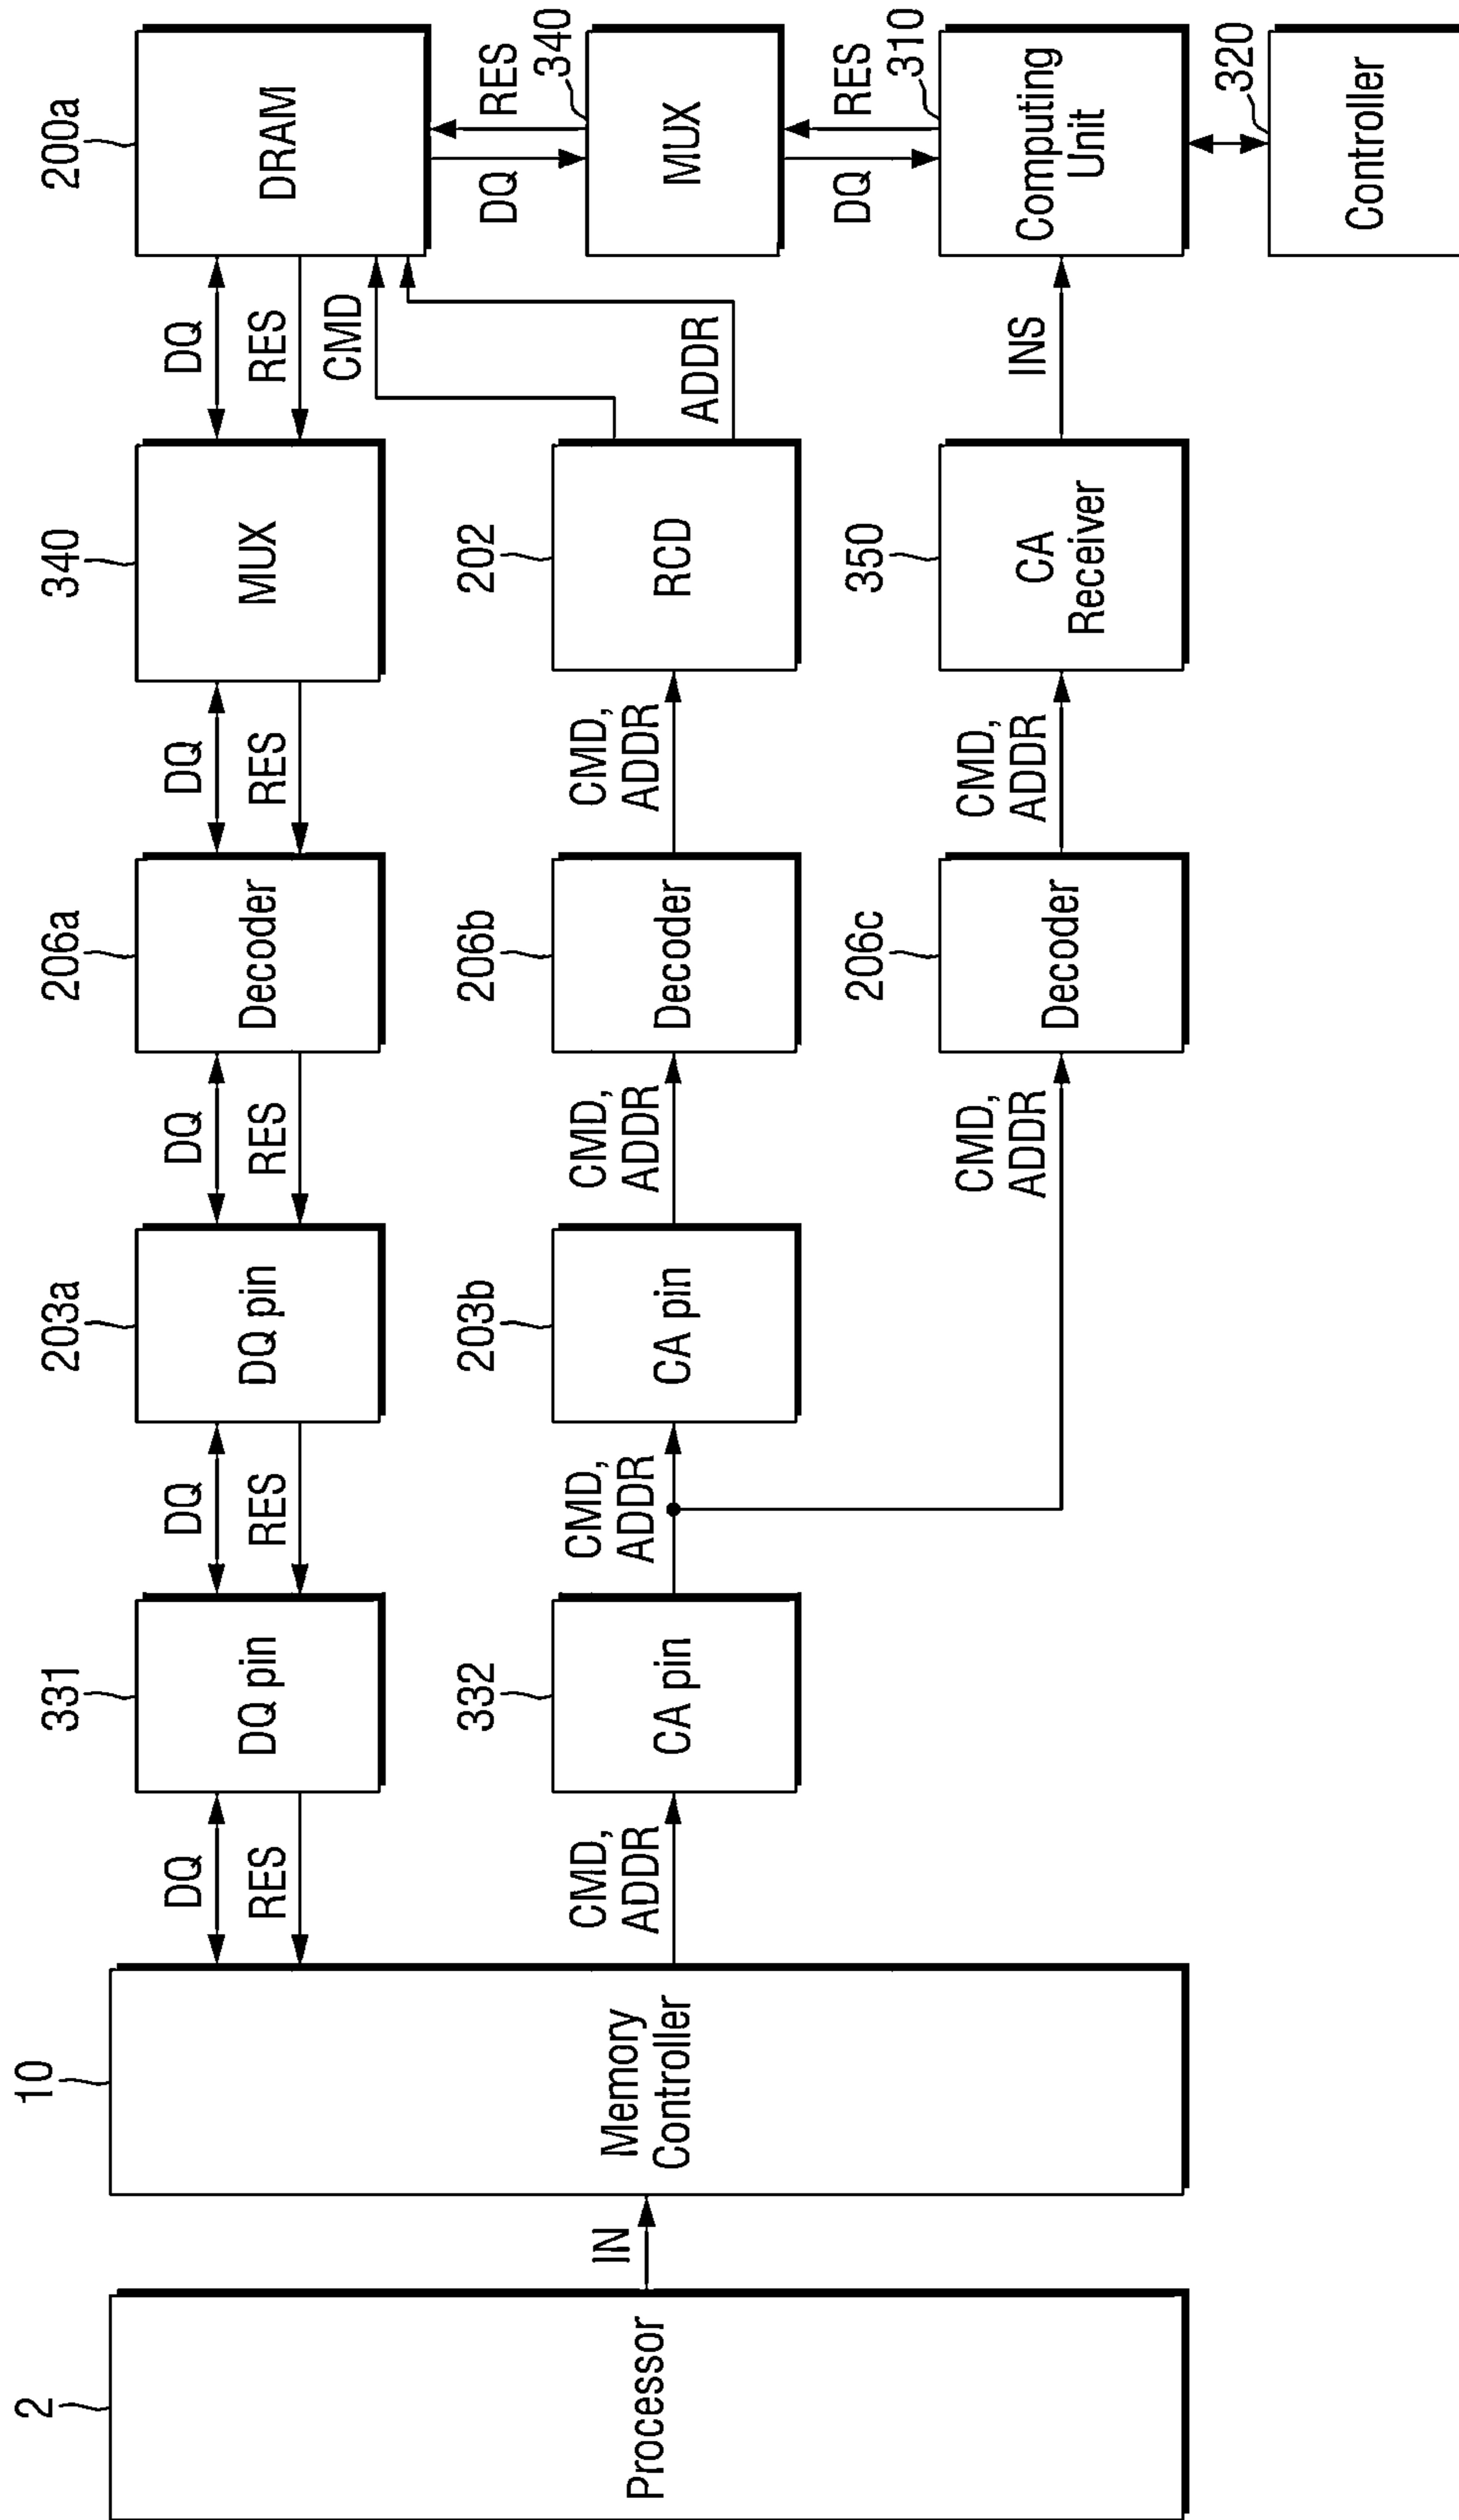 2
Processor
IN
10
Memory
Controller
DQ
RES
CMD,
ADDR
331
DQ pin
332
CA pin
DQ
RES
CMD,
ADDR
203a
DQ pin
203b
CA pin
DQ
RES
CMD,
ADDR
CMD,
ADDR
206a
Decoder
206b
Decoder
206c
Decoder
DQ
RES
CMD,
ADDR
CMD,
ADDR
340
MUX
202
RCD
350
CA
Receiver
DQ
RES
CMD
ADDR
INS
200a
DRAM
DQ
RES
340
MUX
DQ
RES
310
Computing
Unit
320
Controller